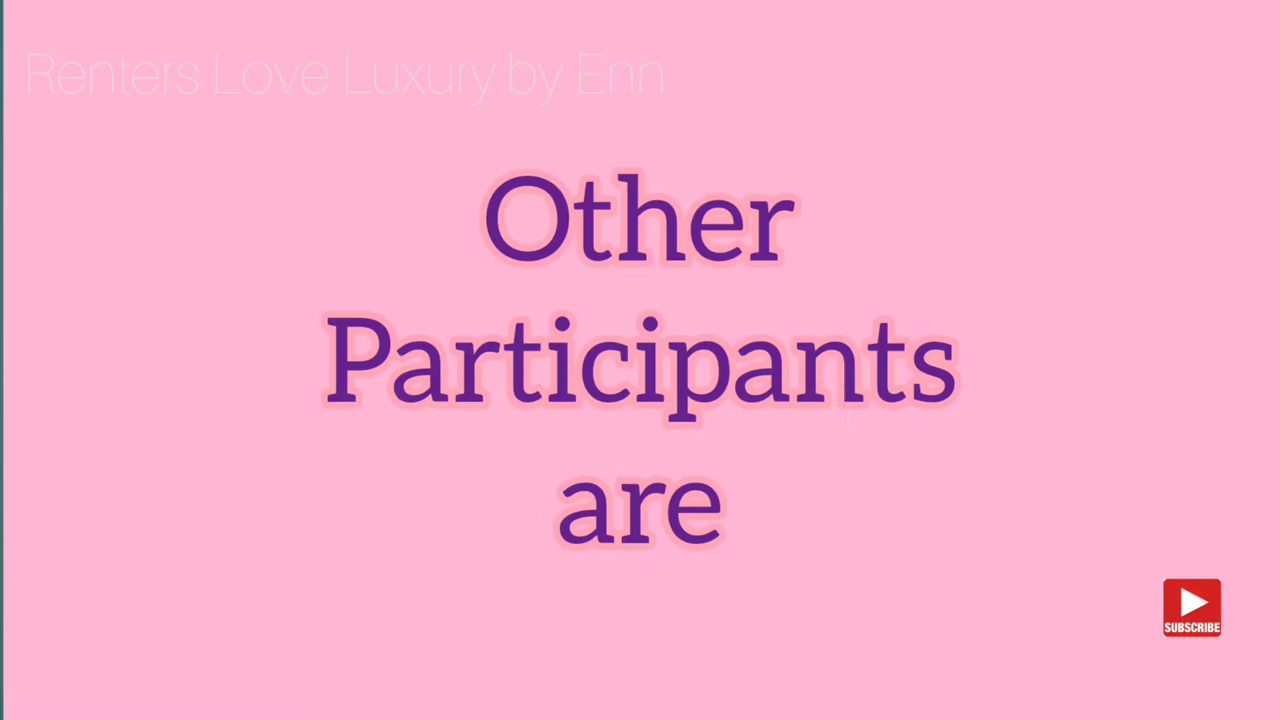 Renters Love Luxury by Enn
Other
Participants
are
SUBSCRIBE